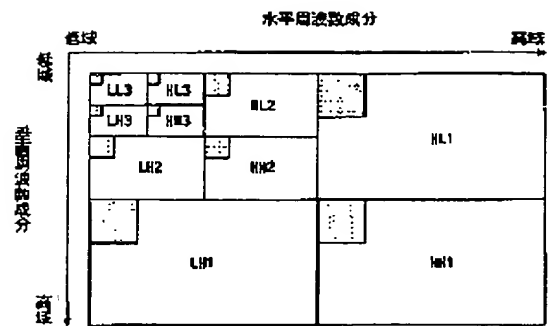 水平周波数成分
低域 高域
低域
LL3 HL3 HL2 HL1
LH3 HH3
垂直周波数成分
LH2 HH2
LH1 HH1
高域